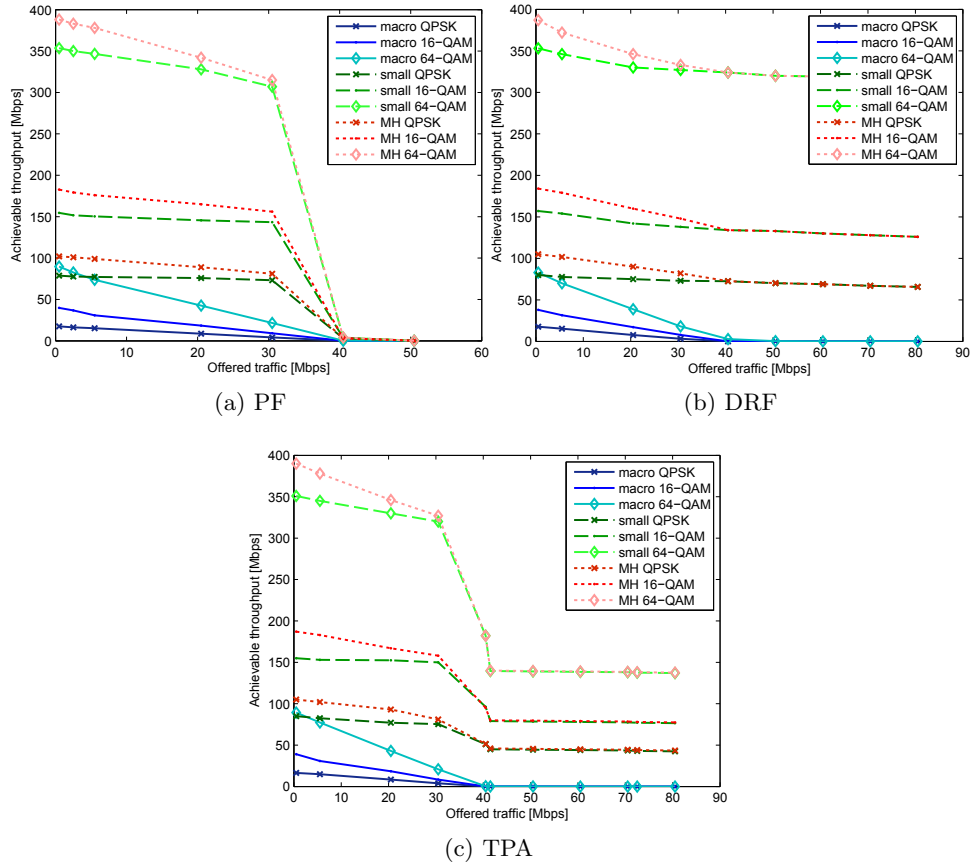 400
350
300
250
200
150
100
50
0
Achievable throughput [Mbps]
0 10 20 30 40 50 60
Offered traffic [Mbps]
macro QPSK
macro 16−QAM
macro 64−QAM
small QPSK
small 16−QAM
small 64−QAM
MH QPSK
MH 16−QAM
MH 64−QAM
(a) PF
400
350
300
250
200
150
100
50
0
Achievable throughput [Mbps]
0 10 20 30 40 50 60 70 80 90
Offered traffic [Mbps]
macro QPSK
macro 16−QAM
macro 64−QAM
small QPSK
small 16−QAM
small 64−QAM
MH QPSK
MH 16−QAM
MH 64−QAM
(b) DRF
400
350
300
250
200
150
100
50
0
Achievable throughput [Mbps]
0 10 20 30 40 50 60 70 80 90
Offered traffic [Mbps]
macro QPSK
macro 16−QAM
macro 64−QAM
small QPSK
small 16−QAM
small 64−QAM
MH QPSK
MH 16−QAM
MH 64−QAM
(c) TPA